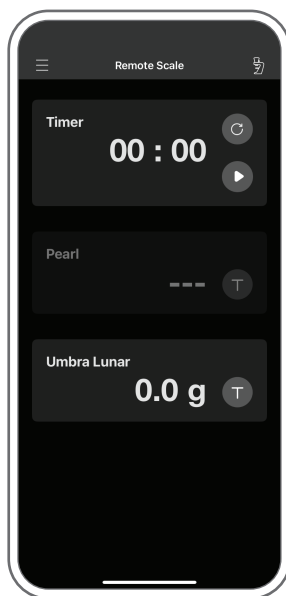 Remote Scale
Timer
00 : 00
Pearl
---
T
Umbra Lunar
0.0 g
T